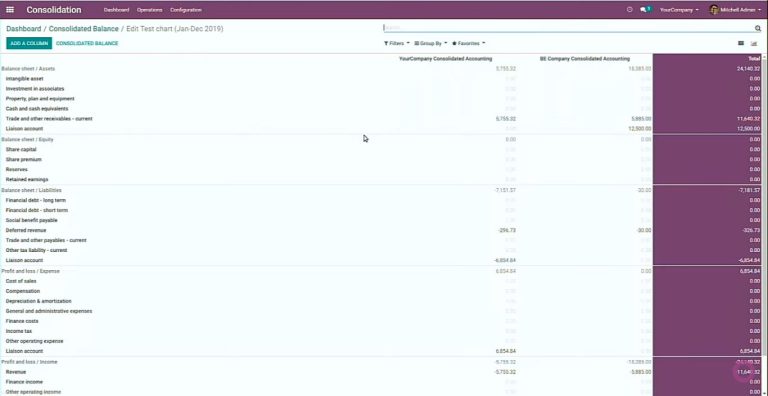 Consolidation Dashboard Operations Configuration 1 YourCompany Mitchell Admin
Dashboard / Consolidated Balance / Edit Test chart (Jan-Dec 2019)
ADD A COLUMN CONSOLIDATED BALANCE Filters Group By Favorites
YourCompany Consolidated Accounting BE Company Consolidated Accounting Total
Balance sheet / Assets 5,755.32 18,385.00 24,140.32
Intangible asset 0.00 0.00 0.00
Investment in associates 0.00 0.00 0.00
Property, plan and equipment 0.00 0.00 0.00
Cash and cash equivalents 0.00 0.00 0.00
Trade and other receivables - current 5,755.32 5,885.00 11,640.32
Liaison account 0.00 12,500.00 12,500.00
Balance sheet / Equity 0.00 0.00 0.00
Share capital 0.00 0.00 0.00
Share premium 0.00 0.00 0.00
Reserves 0.00 0.00 0.00
Retained earnings 0.00 0.00 0.00
Balance sheet / Liabilities -7,151.57 -30.00 -7,181.57
Financial debt - long term 0.00 0.00 0.00
Financial debt - short term 0.00 0.00 0.00
Social benefit payable 0.00 0.00 0.00
Deferred revenue -296.73 -30.00 -326.73
Trade and other payables - current 0.00 0.00 0.00
Other tax liability - current 0.00 0.00 0.00
Liaison account -6,854.84 0.00 -6,854.84
Profit and loss / Expense 6,854.84 0.00 6,854.84
Cost of sales 0.00 0.00 0.00
Compensation 0.00 0.00 0.00
Depreciation & amortization 0.00 0.00 0.00
General and administrative expenses 0.00 0.00 0.00
Finance costs 0.00 0.00 0.00
Income tax 0.00 0.00 0.00
Other operating expense 0.00 0.00 0.00
Liaison account 6,854.84 0.00 6,854.84
Profit and loss / Income -5,755.32
Revenue -5,755.32 -5,885.00 -11,640.32
Finance income 0.00 0.00 0.00
Other operating income 0.00 0.00 0.00